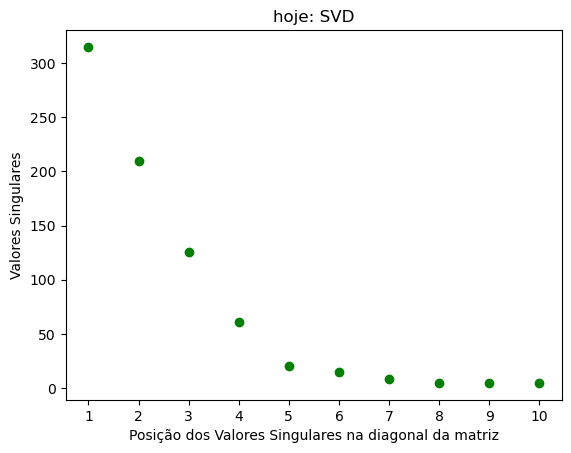 hoje: SVD
300
250
200
150
100
50
0
Valores Singulares
1 2 3 4 5 6 7 8 9 10
Posição dos Valores Singulares na diagonal da matriz